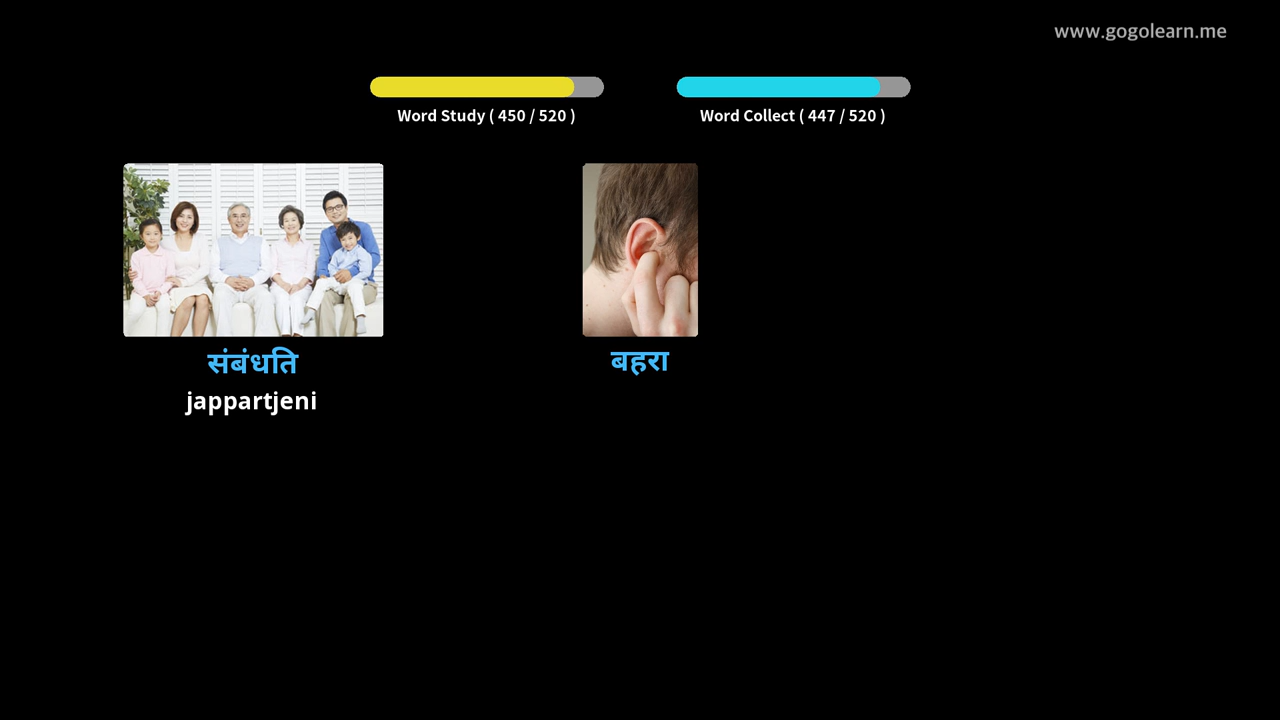 www.gogolearn.me
Word Study ( 450 / 520 )
Word Collect ( 447 / 520 )
संबंधति
jappartjeni
बहरा